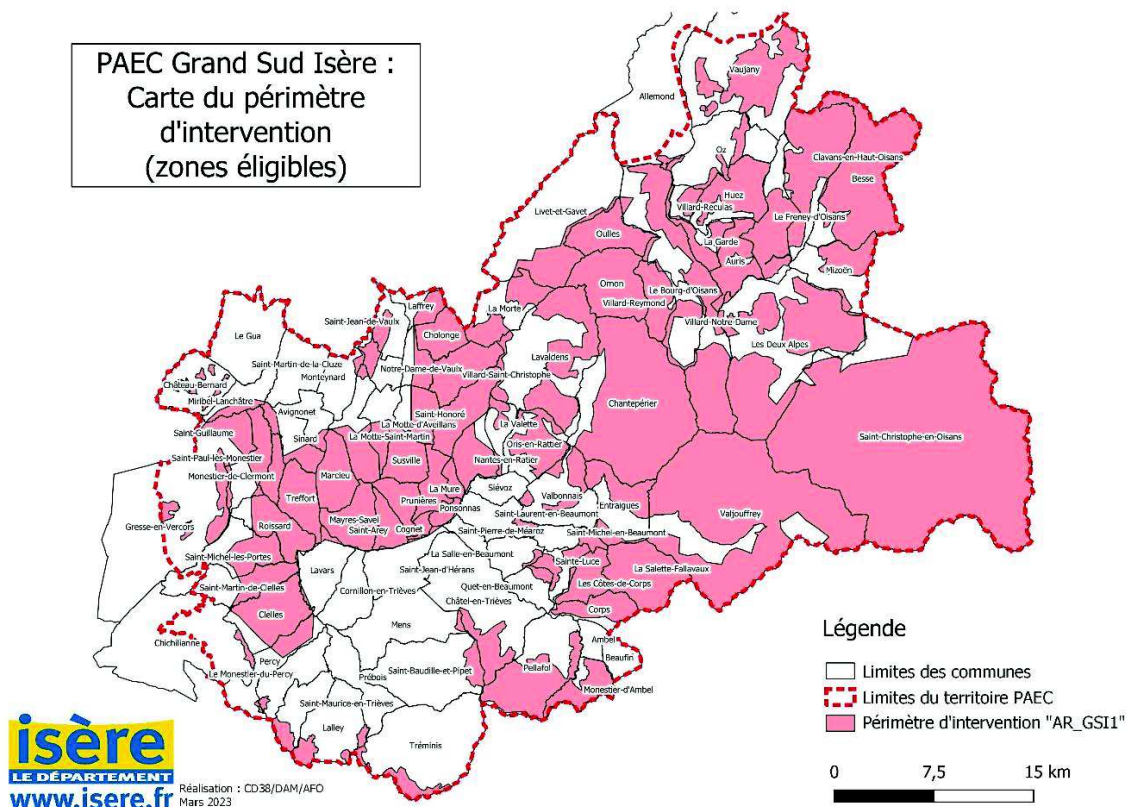 PAEC Grand Sud Isère :
Carte du périmètre
d'intervention
(zones éligibles)
Vaujany
Allemond
Oz
Clavans-en-Haut-Oisans
Besse
Huez
Villard-Reculas
Livet-et-Gavet
Le Freney-d'Oisans
Oulles
La Garde
Auris
Mizoën
Ornon
Le Bourg-d'Oisans
Villard-Reymond
Laffrey
La Morte
Saint-Jean-de-Vaulx
Cholonge
Villard-Notre-Dame
Les Deux Alpes
Le Gua
Lavaldens
Saint-Martin-de-la-Cluze
Notre-Dame-de-Vaulx
Villard-Saint-Christophe
Monteynard
Château-Bernard
Miribel-Lanchâtre
Avignonet
Chantepérier
Saint-Honoré
La Motte-d'Aveillans
La Valette
Saint-Guillaume
Sinard
La Motte-Saint-Martin
Saint-Christophe-en-Oisans
Oris-en-Rattier
Saint-Paul-lès-Monestier
Susville
Nantes-en-Ratier
Monestier-de-Clermont
Marcieu
La Mure
Siévoz
Treffort
Prunières
Valbonnais
Ponsonnas
Entraigues
Mayres-Savel
Saint-Laurent-en-Beaumont
Valjouffrey
Gresse-en-Vercors
Roissard
Saint-Arey
Cognet
Saint-Pierre-de-Méaroz
Saint-Michel-en-Beaumont
Saint-Michel-les-Portes
La Salle-en-Beaumont
Sainte-Luce
Lavars
Saint-Jean-d'Hérans
La Salette-Fallavaux
Saint-Martin-de-Clelles
Cornillon-en-Trièves
Quet-en-Beaumont
Les Côtes-de-Corps
Châtel-en-Trièves
Clelles
Corps
Mens
Chichilianne
Ambel
Beaufin
Percy
Saint-Baudille-et-Pipet
Pellafol
Le Monestier-du-Percy
Prébois
Monestier-d'Ambel
Saint-Maurice-en-Trièves
Lalley
Tréminis
Légende
Limites des communes
Limites du territoire PAEC
Périmètre d'intervention "AR_GSI1"
0 7,5 15 km
isère
LE DÉPARTEMENT
www.isere.fr
Réalisation : CD38/DAM/AFO
Mars 2023